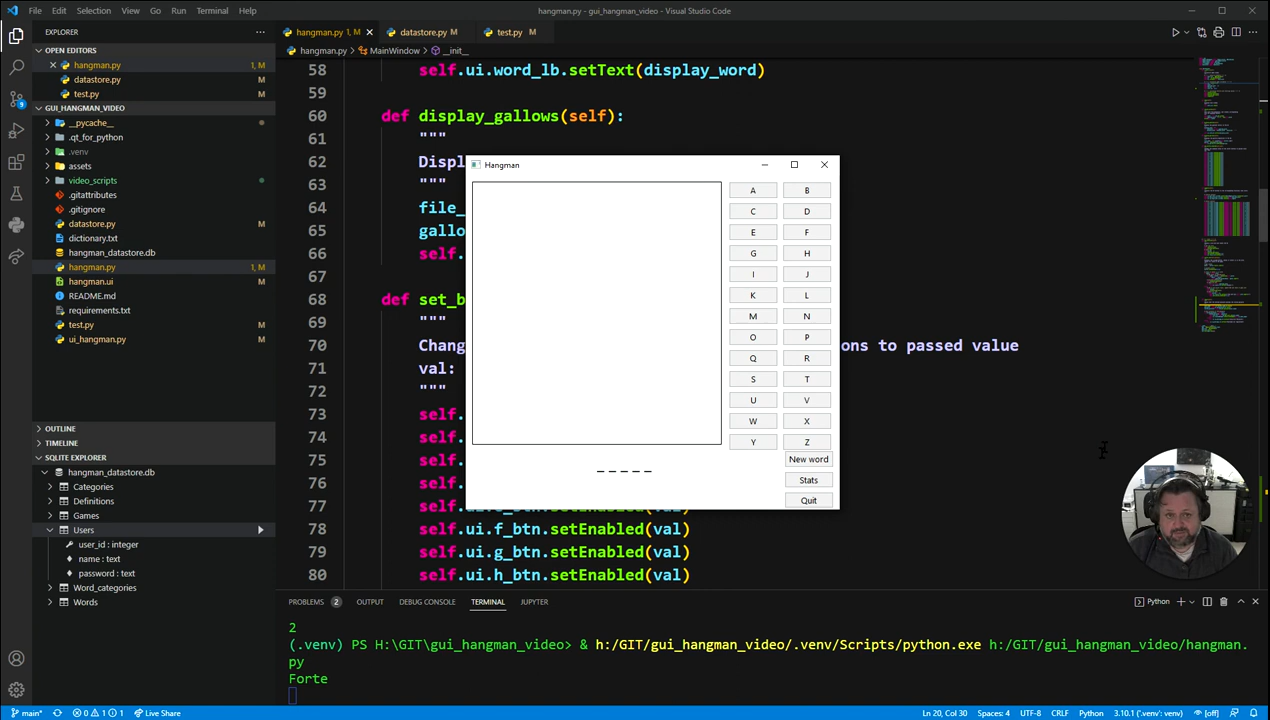 File Edit Selection View Go Run Terminal Help
hangman.py - gui_hangman_video - Visual Studio Code
EXPLORER
OPEN EDITORS
hangman.py 1, M
datastore.py M
test.py M
GUI_HANGMAN_VIDEO
__pycache__
.qt_for_python
.venv
assets
video_scripts
.gitattributes
.gitignore
datastore.py M
dictionary.txt
hangman_datastore.db
hangman.py 1, M
hangman.ui
README.md
requirements.txt
test.py M
ui_hangman.py M
OUTLINE
TIMELINE
SQLITE EXPLORER
hangman_datastore.db
Categories
Definitions
Games
Users
user_id : integer
name : text
password : text
Word_categories
Words
9
hangman.py 1, M
datastore.py M
test.py M
hangman.py > MainWindow > __init__
58 self.ui.word_lb.setText(display_word)
59
60 def display_gallows(self):
61 """
62 Displ
63 """
64 file_
65 gallo
66 self.
67
68 def set_b
69 """
70 Chang ons to passed value
71 val:
72 """
73 self.
74 self.
75 self.
76 self.
77
78 self.ui.f_btn.setEnabled(val)
79 self.ui.g_btn.setEnabled(val)
80 self.ui.h_btn.setEnabled(val)
Hangman
A B
C D
E F
G H
I J
K L
M N
O P
Q R
S T
U V
W X
Y Z
_ _ _ _ _
New word
Stats
Quit
PROBLEMS 2 OUTPUT DEBUG CONSOLE TERMINAL JUPYTER
Python
2
(.venv) PS H:\GIT\gui_hangman_video> & h:/GIT/gui_hangman_video/.venv/Scripts/python.exe h:/GIT/gui_hangman_video/hangman.
py
Forte
main* 0 1 1 Live Share
Ln 20, Col 30 Spaces: 4 UTF-8 CRLF Python 3.10.1 ('.venv': venv) [off]